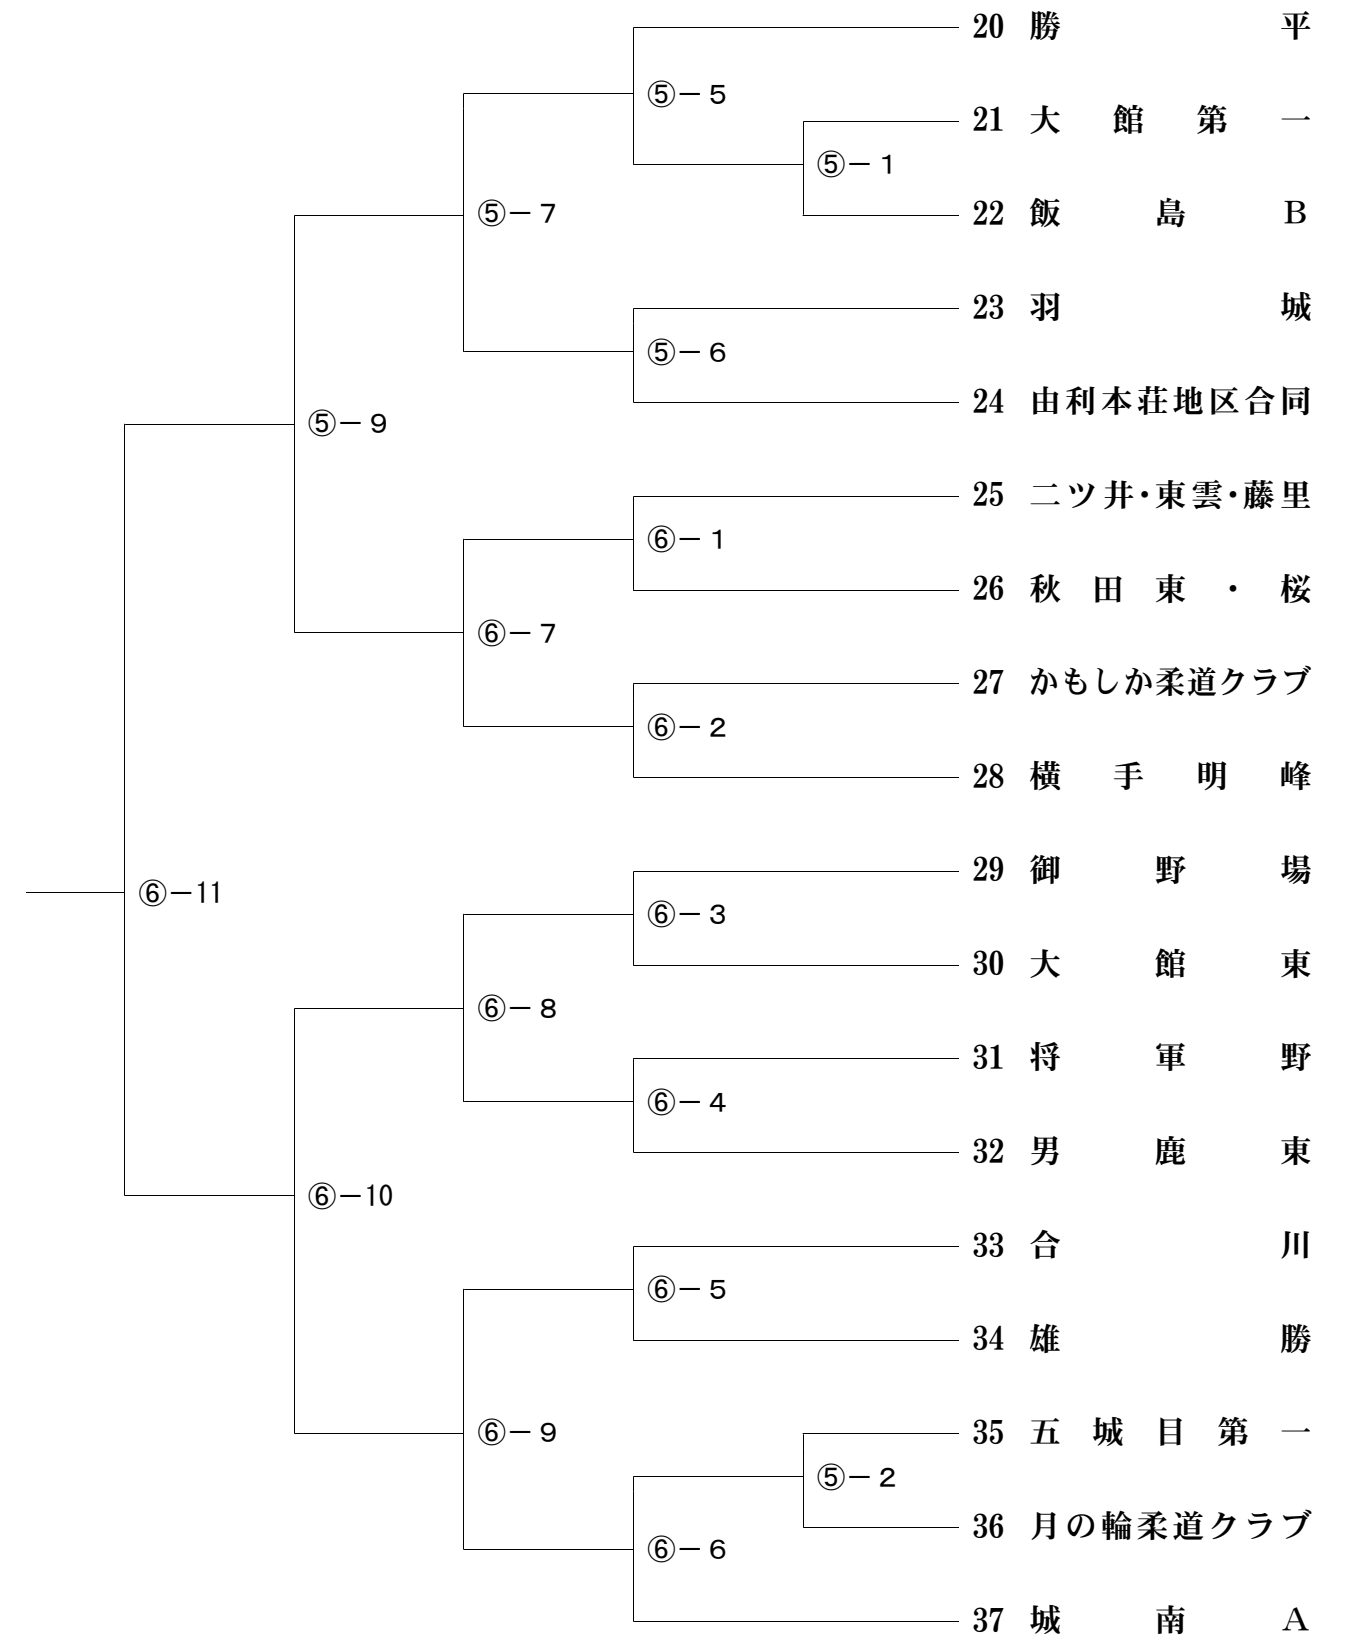 20 勝平
⑤－5
21 大館第一
⑤－1
⑤－7
22 飯島B
23 羽城
⑤－6
24 由利本荘地区合同
⑤－9
25 二ツ井・東雲・藤里
⑥－1
26 秋田東・桜
⑥－7
27 かもしか柔道クラブ
⑥－2
28 横手明峰
29 御野場
⑥－11
⑥－3
30 大館東
⑥－8
31 将軍野
⑥－4
32 男鹿東
⑥－10
33 合川
⑥－5
34 雄勝
⑥－9
35 五城目第一
⑤－2
36 月の輪柔道クラブ
⑥－6
37 城南A